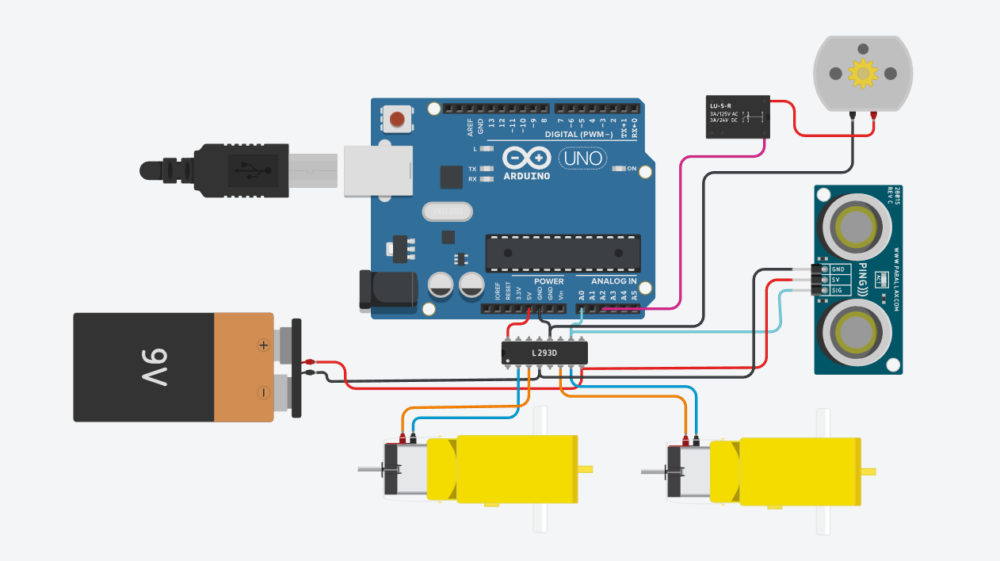 AREF
GND
13
12
~11
~10
~9
8
7
~6
~5
4
~3
2
TX→1
RX←0
DIGITAL (PWM~)
L
TX
RX
ARDUINO
UNO
ON
IOREF
RESET
3.3V
5V
GND
GND
Vin
POWER
ANALOG IN
A0
A1
A2
A3
A4
A5
LU-5-R
3A/125V AC
3A/24V DC
28015
REV C
GND
5V
SIG
PING)))
ACT
WWW.PARALLAX.COM
L293D
9V
+
−